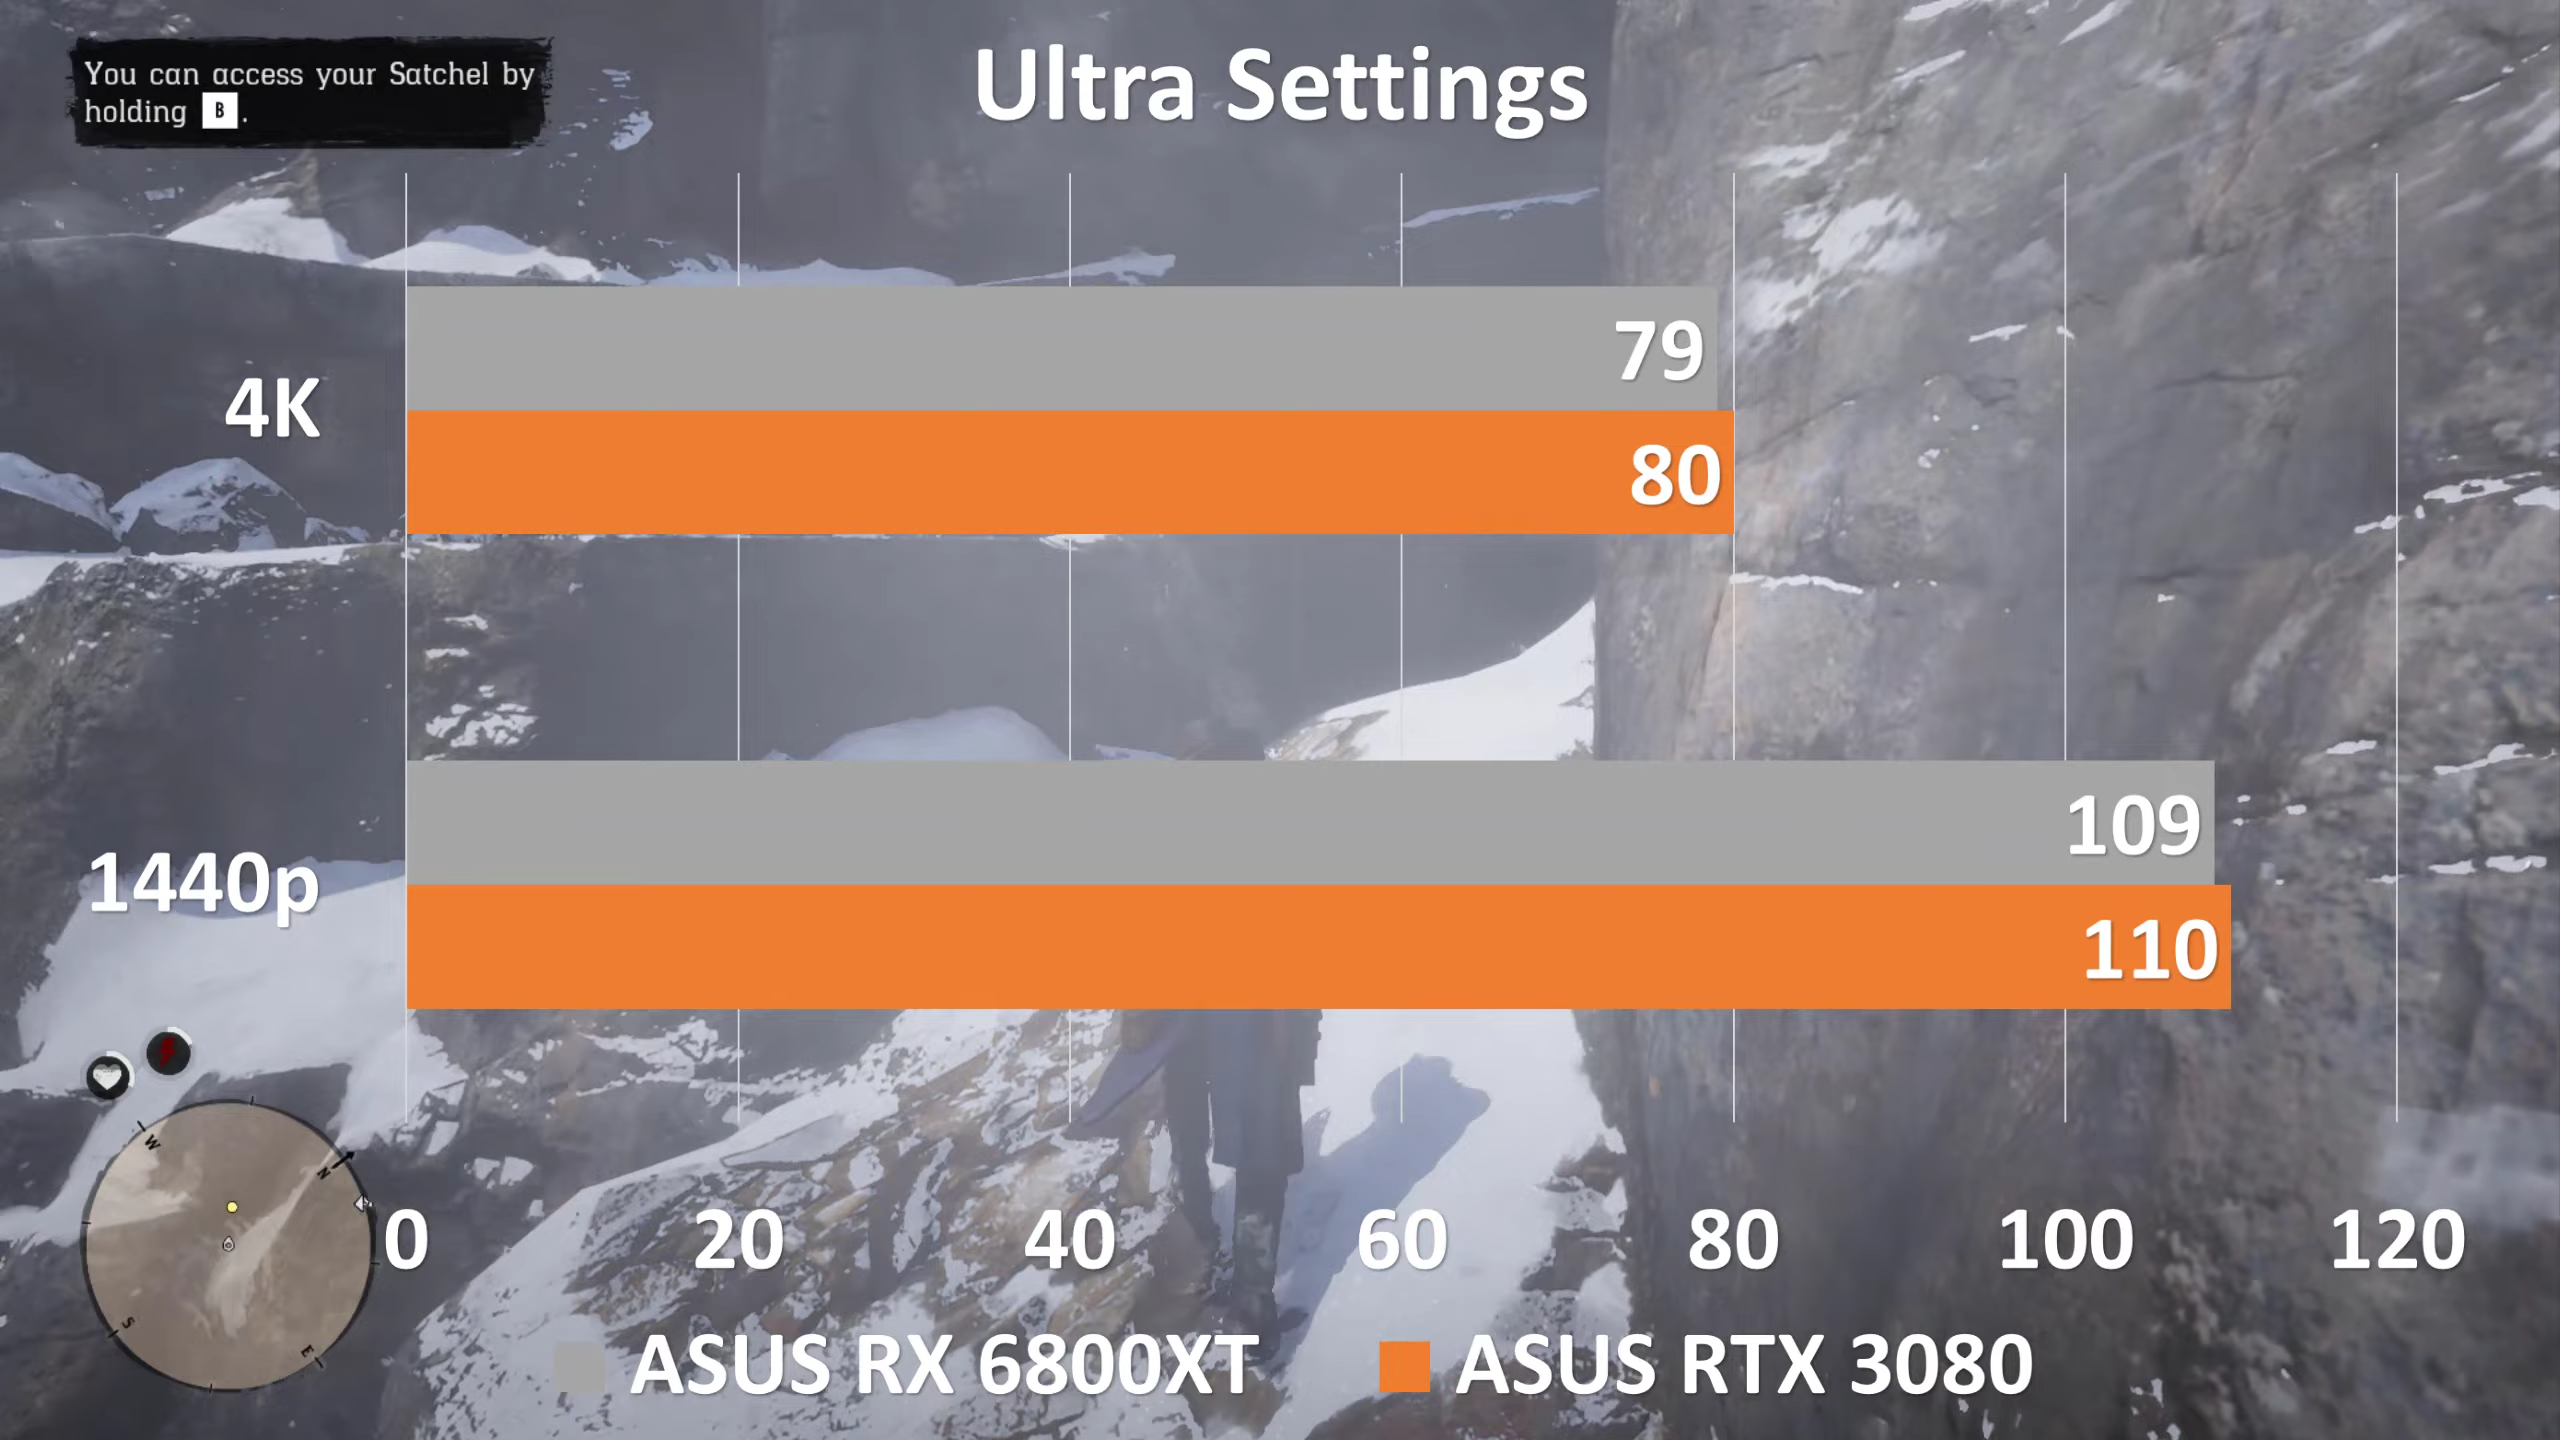 You can access your Satchel by
holding B.
Ultra Settings
4K
79
80
1440p
109
110
W
N
S
E
0 20 40 60 80 100 120
ASUS RX 6800XT ASUS RTX 3080